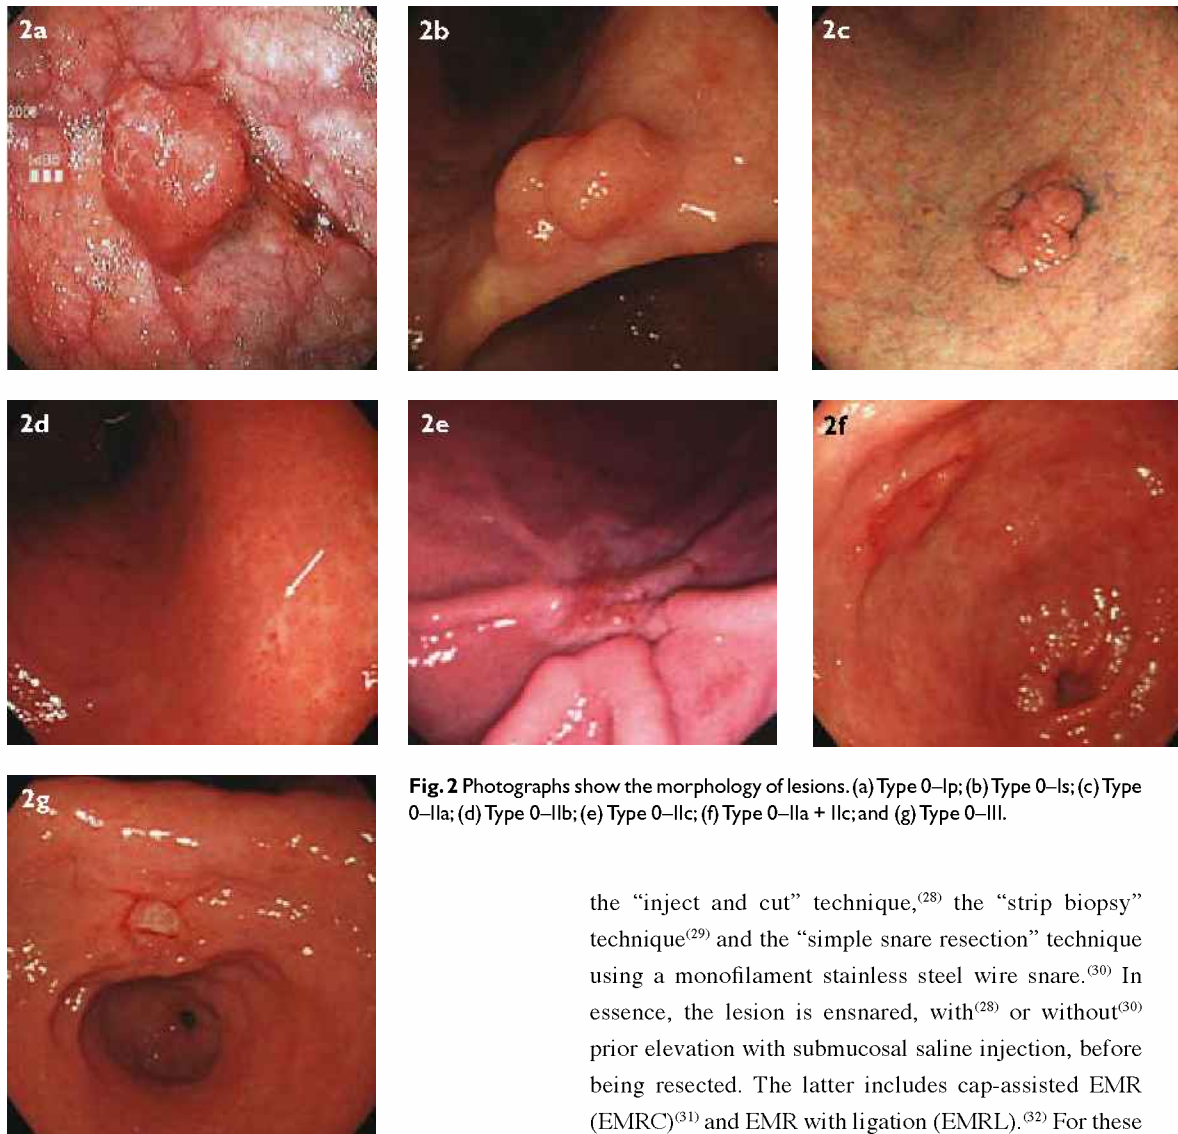 2a
2b
2c
2d
2e
2f
2g
Fig. 2 Photographs show the morphology of lesions. (a) Type 0–Ip; (b) Type 0–Is; (c) Type
0–IIa; (d) Type 0–IIb; (e) Type 0–IIc; (f) Type 0–IIa + IIc; and (g) Type 0–III.
the “inject and cut” technique,(28) the “strip biopsy”
technique(29) and the “simple snare resection” technique
using a monofilament stainless steel wire snare.(30) In
essence, the lesion is ensnared, with(28) or without(30)
prior elevation with submucosal saline injection, before
being resected. The latter includes cap-assisted EMR
(EMRC)(31) and EMR with ligation (EMRL).(32) For these